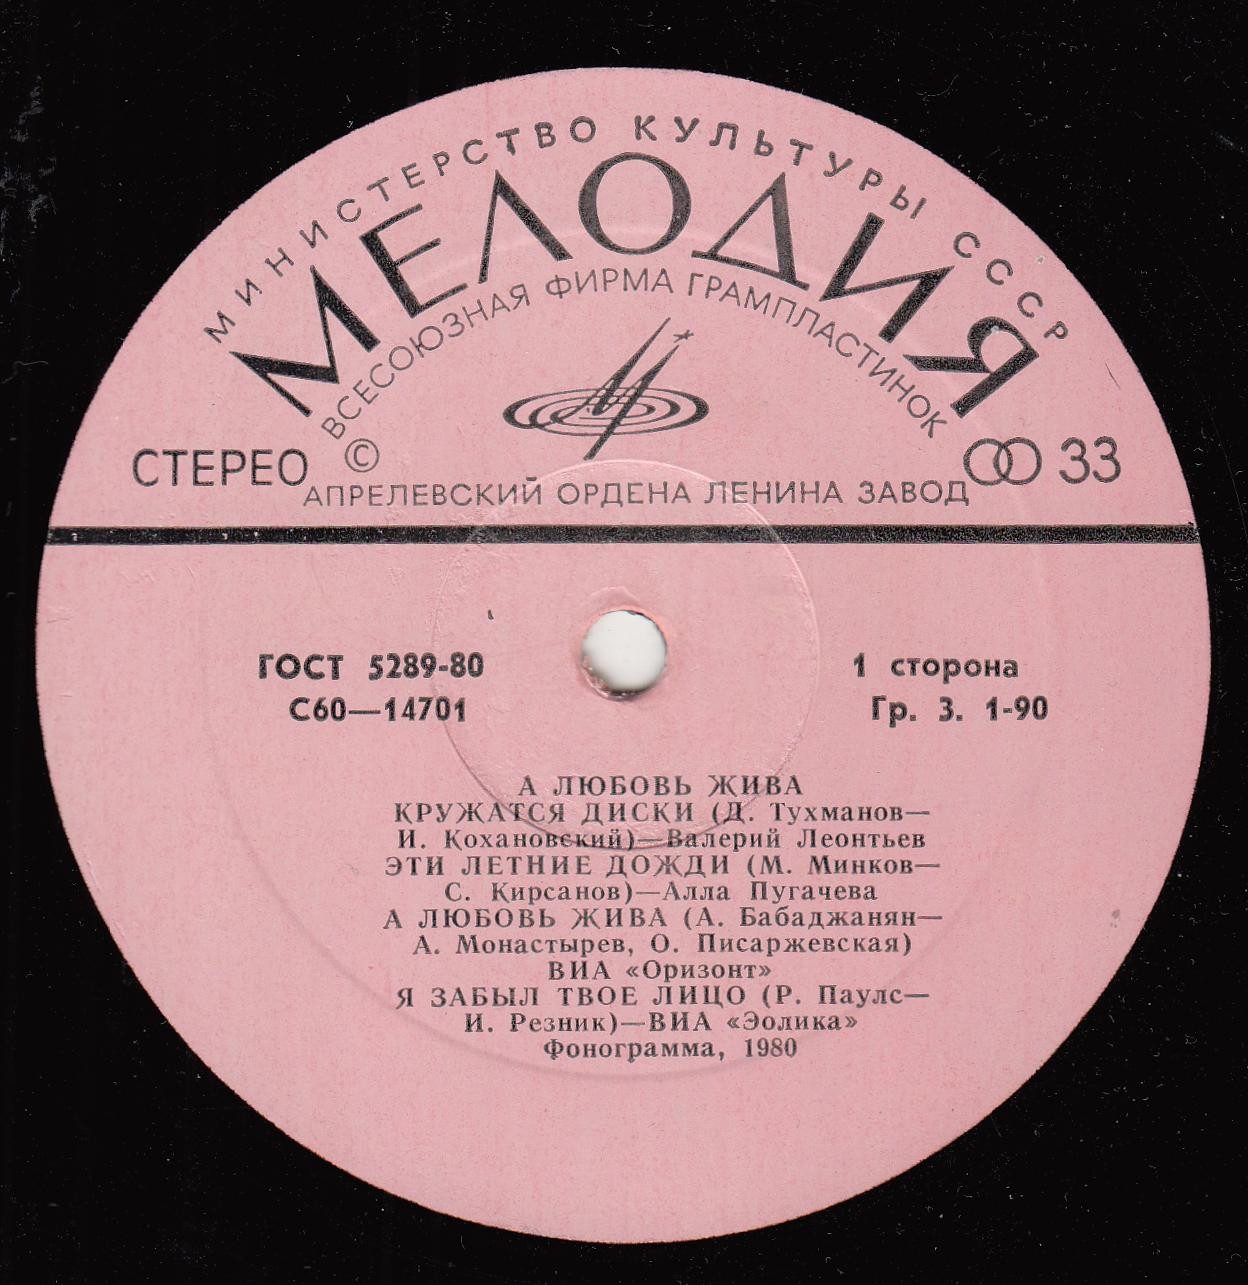 МИНИСТЕРСТВО КУЛЬТУРЫ СССР
МЕЛОДИЯ
ВСЕСОЮЗНАЯ ФИРМА ГРАМПЛАСТИНОК
СТЕРЕО © 33
АПРЕЛЕВСКИЙ ОРДЕНА ЛЕНИНА ЗАВОД
ГОСТ 5289-80 1 сторона
С60—14701 Гр. 3. 1-90
А ЛЮБОВЬ ЖИВА
КРУЖАТСЯ ДИСКИ (Д. Тухманов—
И. Кохановский)—Валерий Леонтьев
ЭТИ ЛЕТНИЕ ДОЖДИ (М. Минков—
С. Кирсанов)—Алла Пугачева
А ЛЮБОВЬ ЖИВА (А. Бабаджанян—
А. Монастырев, О. Писаржевская)
ВИА «Оризонт»
Я ЗАБЫЛ ТВОЕ ЛИЦО (Р. Паулс—
И. Резник)—ВИА «Эолика»
Фонограмма, 1980